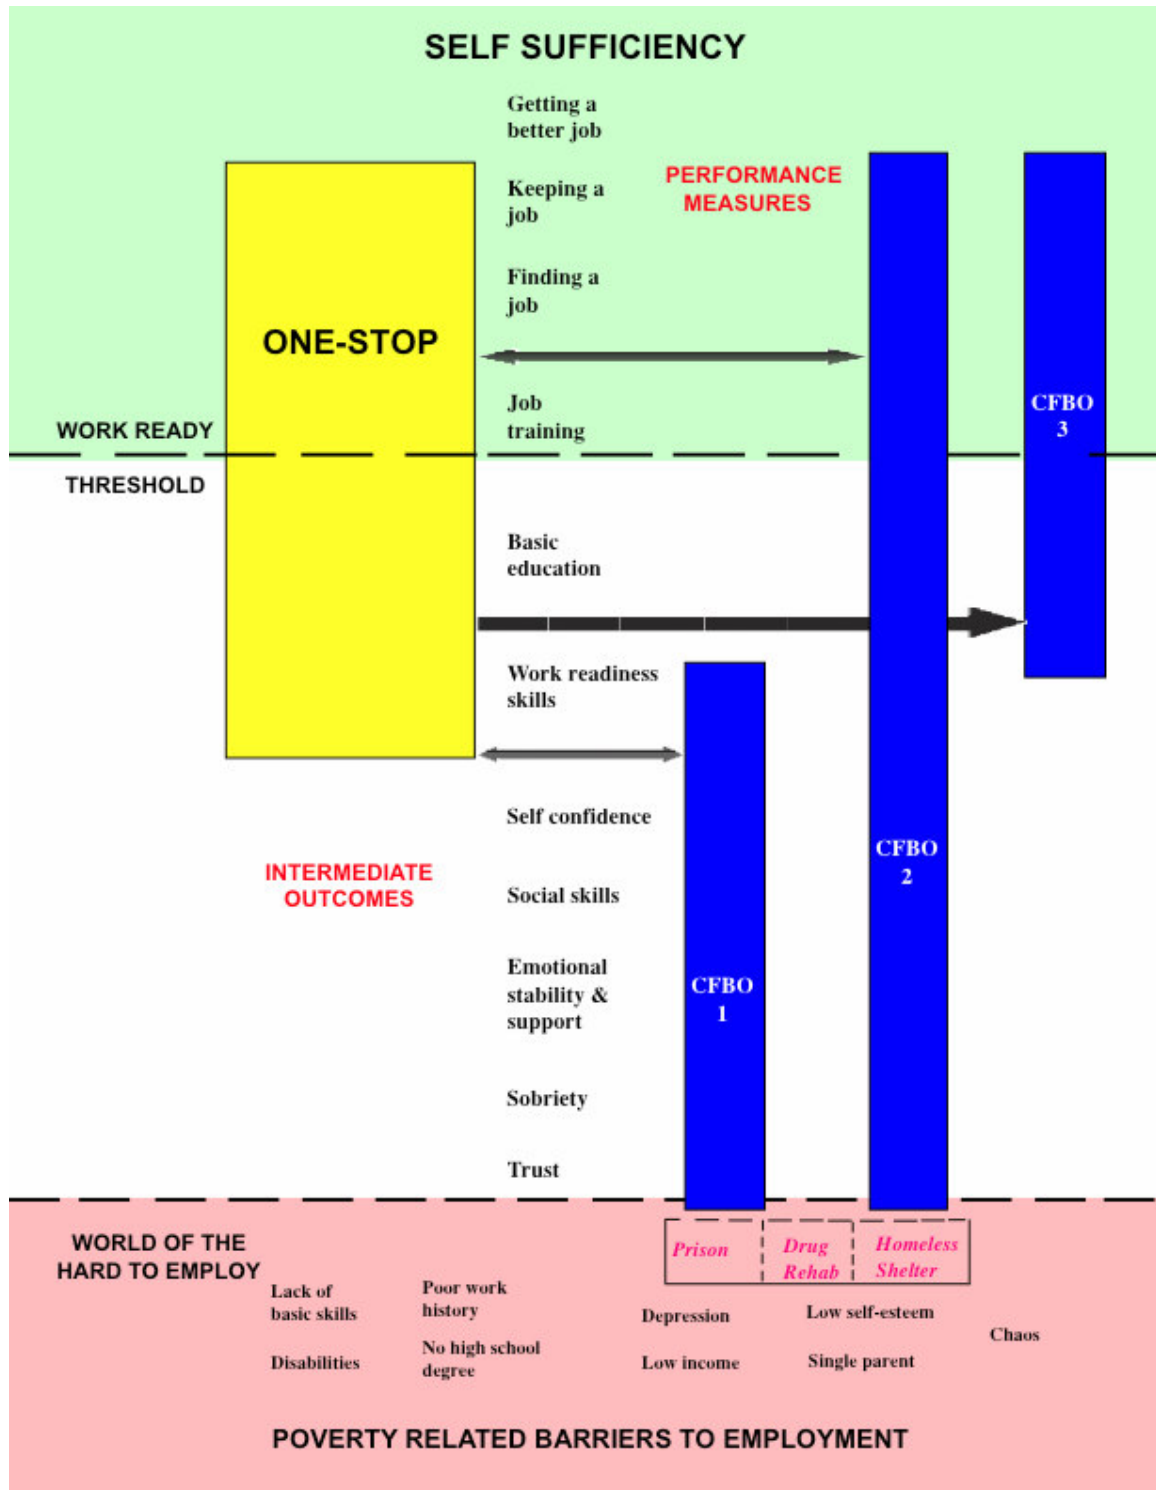 SELF SUFFICIENCY
Getting a
better job
PERFORMANCE
MEASURES
Keeping a
job
Finding a
job
ONE-STOP
Job
training
CFBO
3
WORK READY
THRESHOLD
Basic
education
Work readiness
skills
Self confidence
INTERMEDIATE
OUTCOMES
CFBO
2
Social skills
Emotional
stability &
support
CFBO
1
Sobriety
Trust
WORLD OF THE
HARD TO EMPLOY
Prison
Drug
Rehab
Homeless
Shelter
Lack of
basic skills
Poor work
history
Depression
Low self-esteem
Chaos
Disabilities
No high school
degree
Low income
Single parent
POVERTY RELATED BARRIERS TO EMPLOYMENT